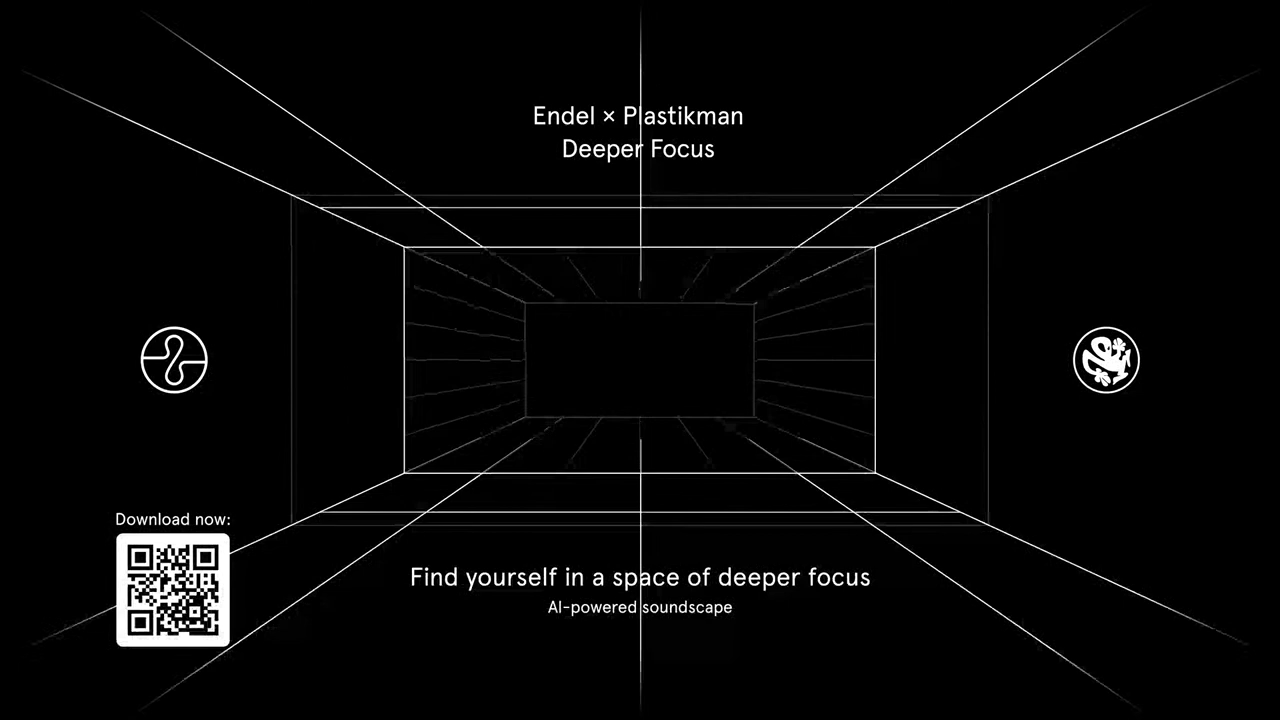 Endel × Plastikman
Deeper Focus
Download now:
Find yourself in a space of deeper focus
AI-powered soundscape